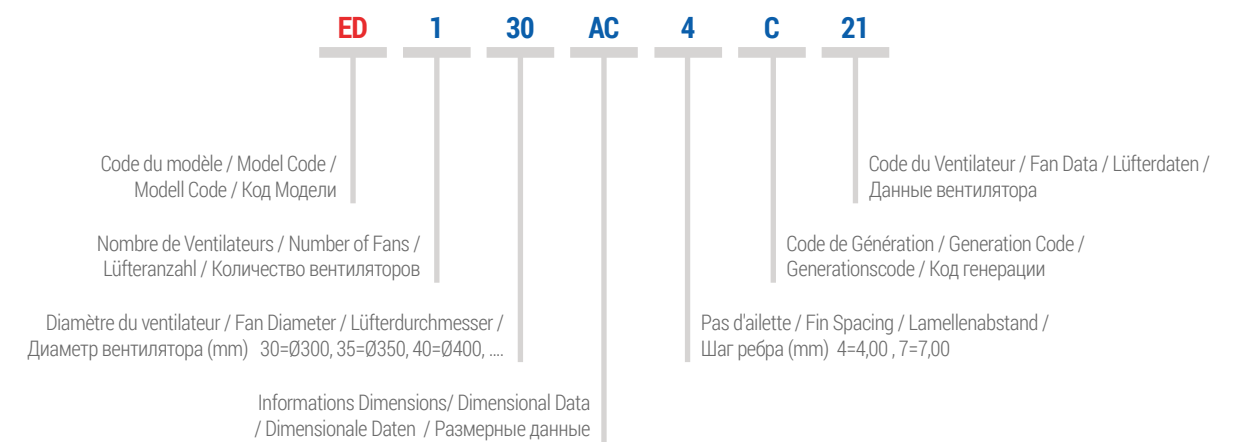 ED 1 30 AC 4 C 21
Code du modèle / Model Code /
Modell Code / Код Модели
Code du Ventilateur / Fan Data / Lüfterdaten /
Данные вентилятора
Nombre de Ventilateurs / Number of Fans /
Lüfteranzahl / Количество вентиляторов
Code de Génération / Generation Code /
Generationscode / Код генерации
Diamètre du ventilateur / Fan Diameter / Lüfterdurchmesser /
Диаметр вентилятора (mm) 30=Ø300, 35=Ø350, 40=Ø400, ....
Pas d'ailette / Fin Spacing / Lamellenabstand /
Шаг ребра (mm) 4=4,00 , 7=7,00
Informations Dimensions/ Dimensional Data
/ Dimensionale Daten / Размерные данные